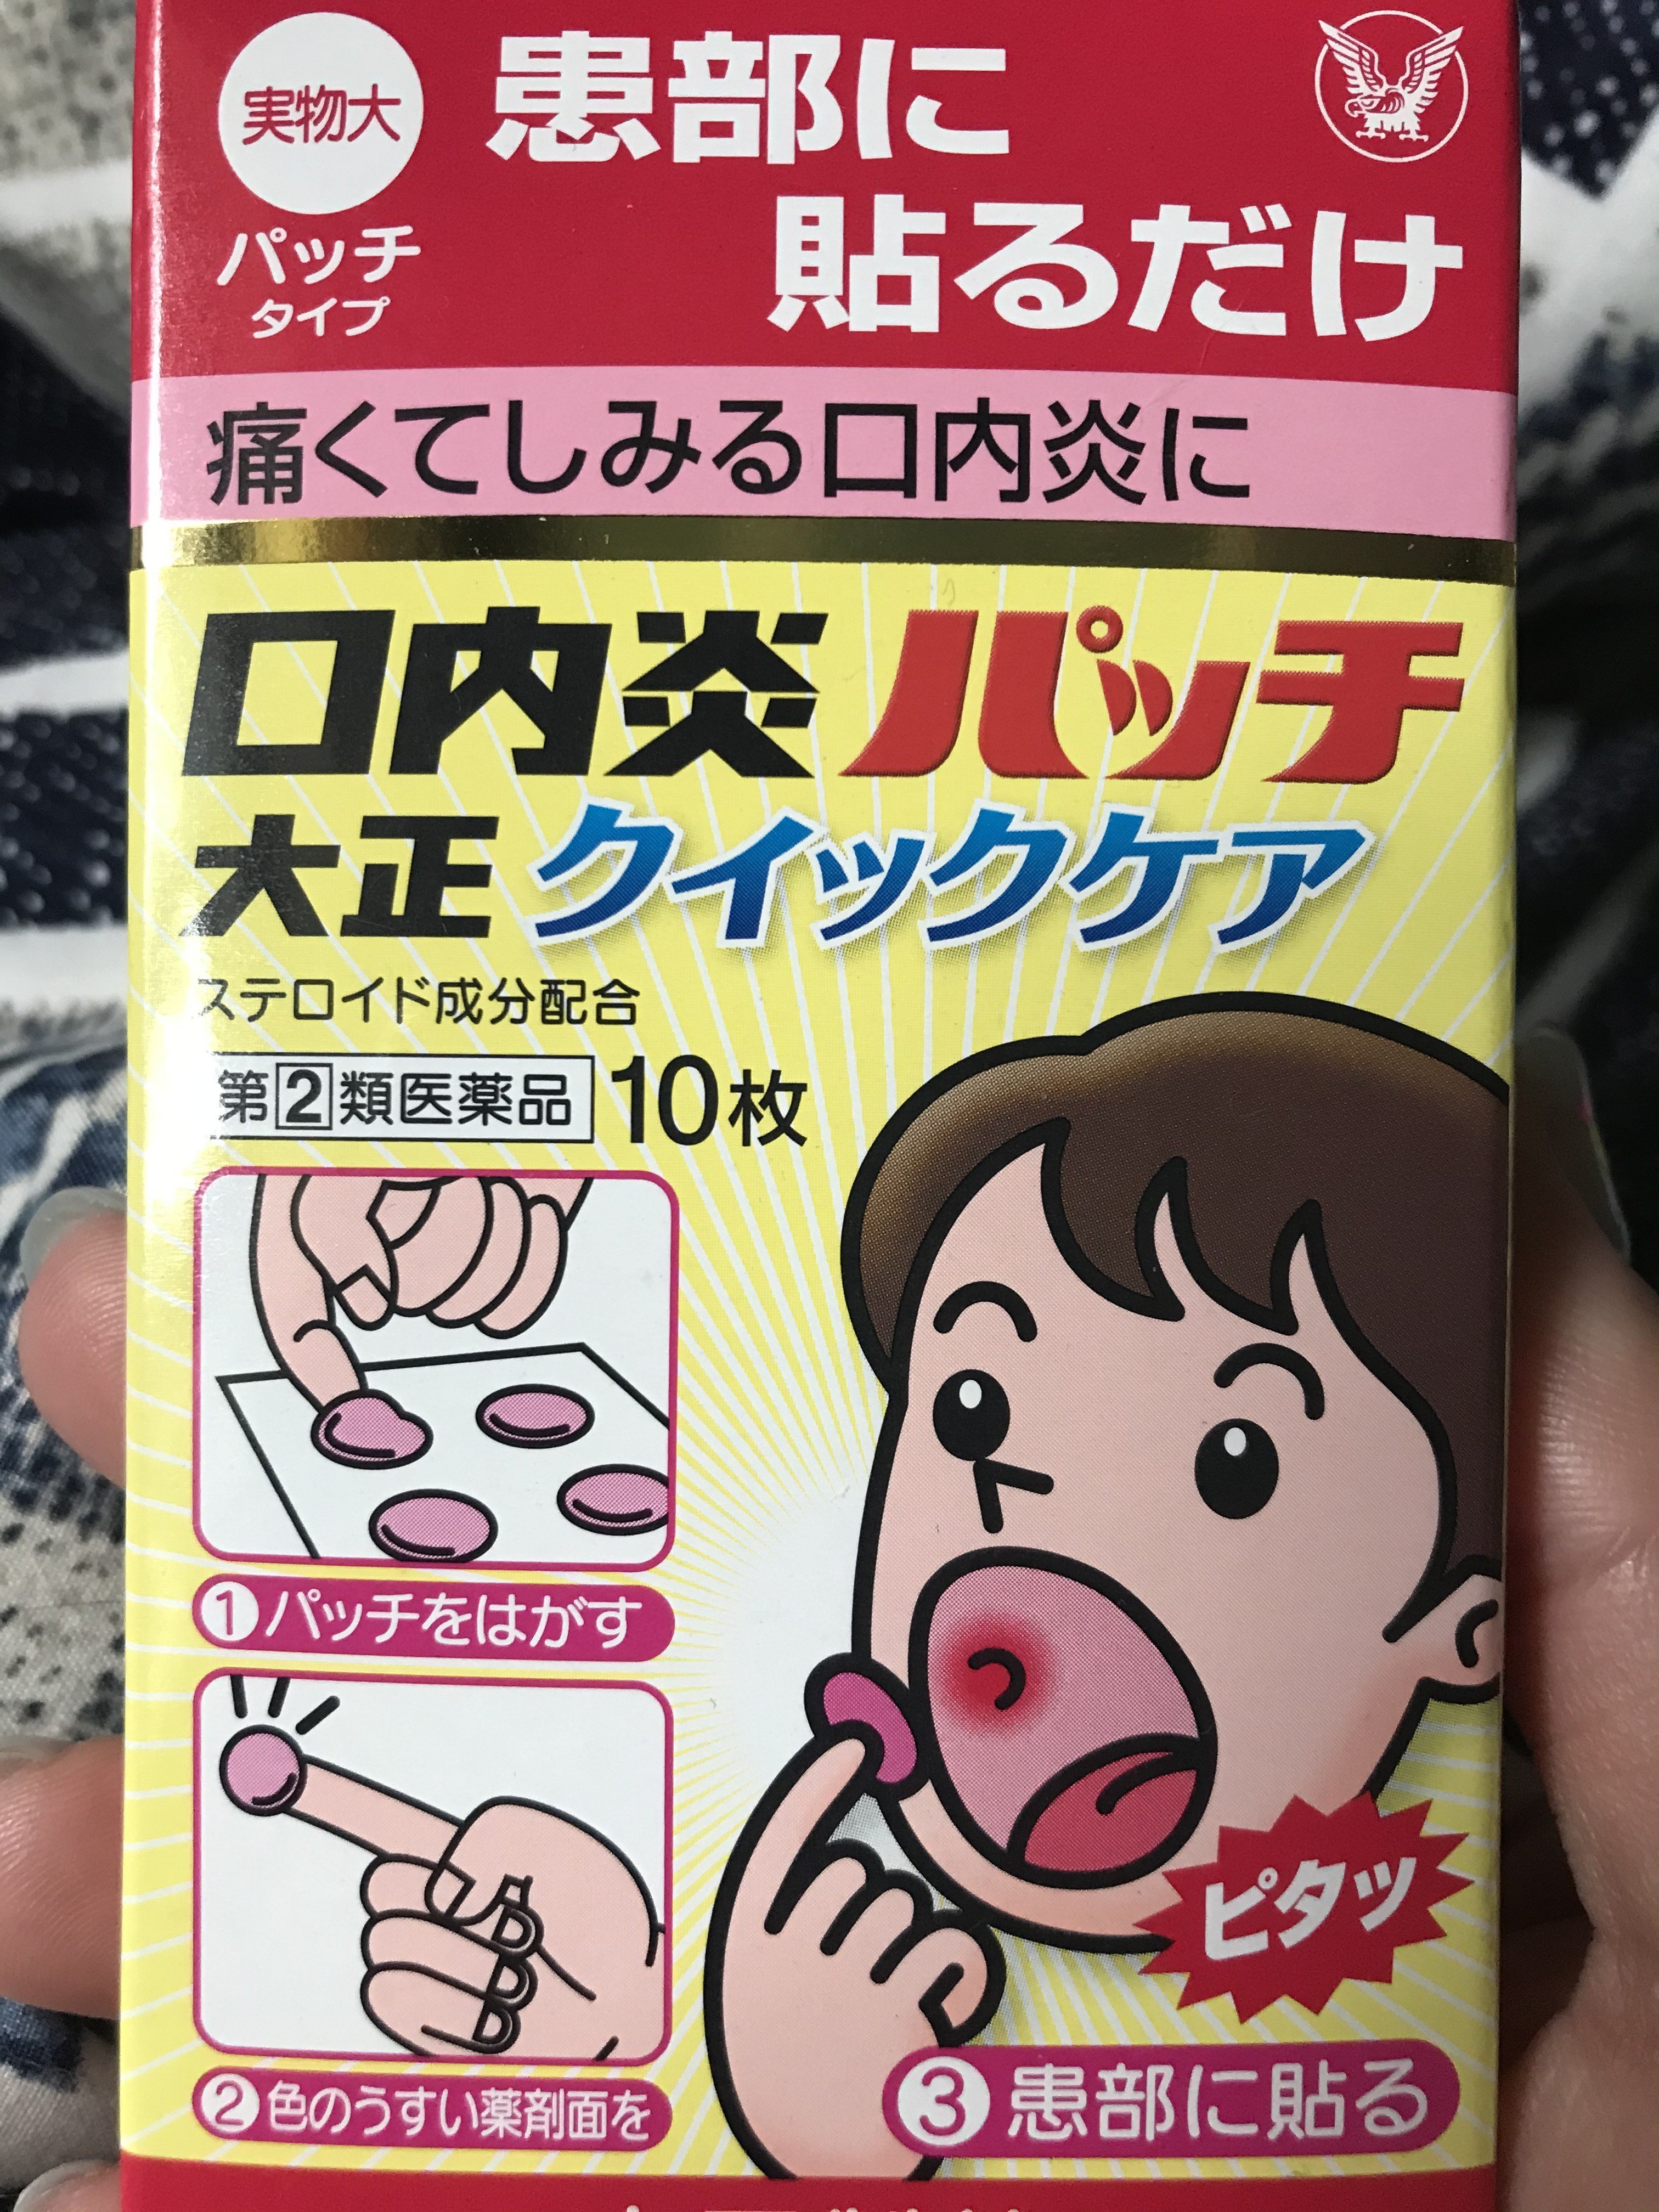 実物大
パッチ
タイプ
患部に
貼るだけ
痛くてしみる口内炎に
口内炎パッチ
大正クイックケア
ステロイド成分配合
第2類医薬品 10枚
①パッチをはがす
②色のうすい薬剤面を
ピタッ
③患部に貼る